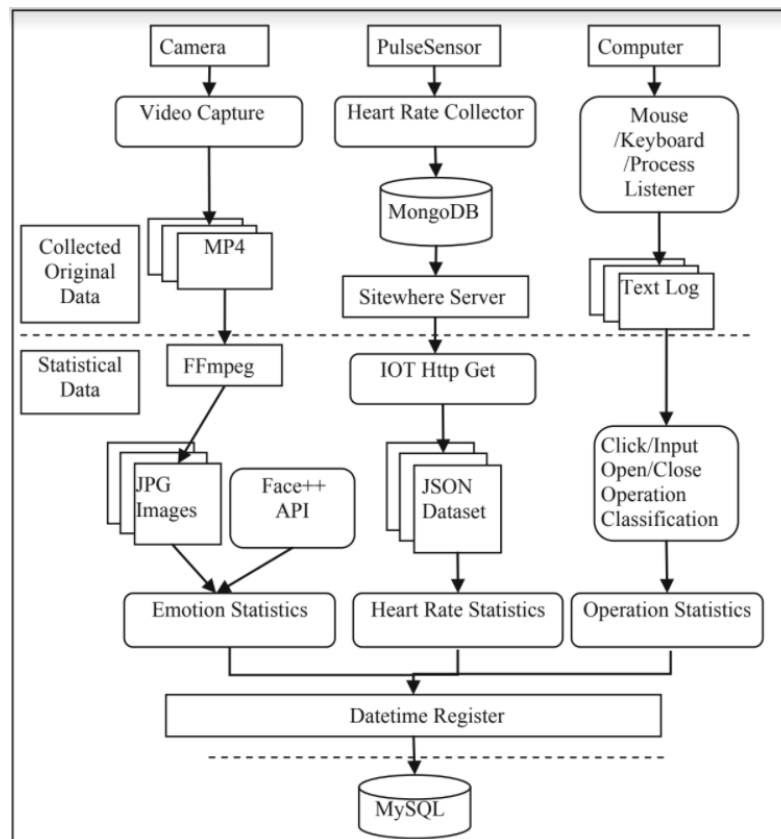 Camera
PulseSensor
Computer
Video Capture
Heart Rate Collector
Mouse
/Keyboard
/Process
Listener
MongoDB
Collected
Original
Data
MP4
Sitewhere Server
Text Log
Statistical
Data
FFmpeg
IOT Http Get
JPG
Images
Face++
API
JSON
Dataset
Click/Input
Open/Close
Operation
Classification
Emotion Statistics
Heart Rate Statistics
Operation Statistics
Datetime Register
MySQL